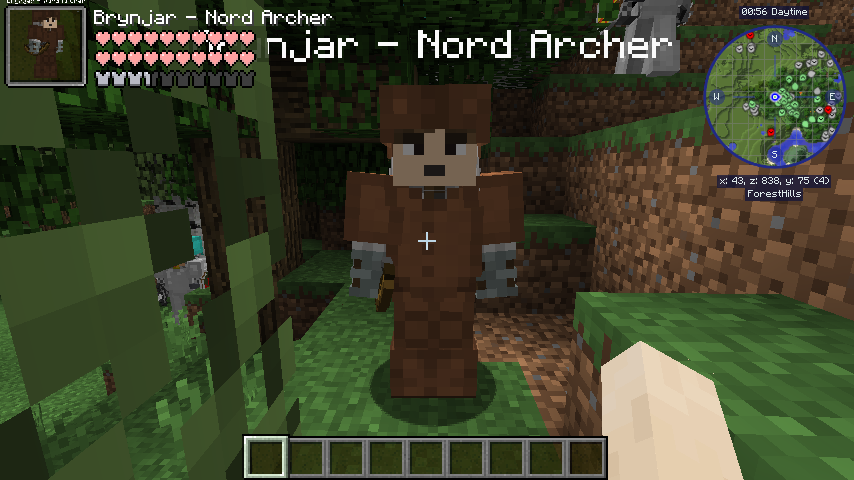 Brynjar – Nord Archer
njar – Nord Archer
00:56 Daytime
N
W
E
S
x: 43, z: 838, y: 75 (4)
ForestHills